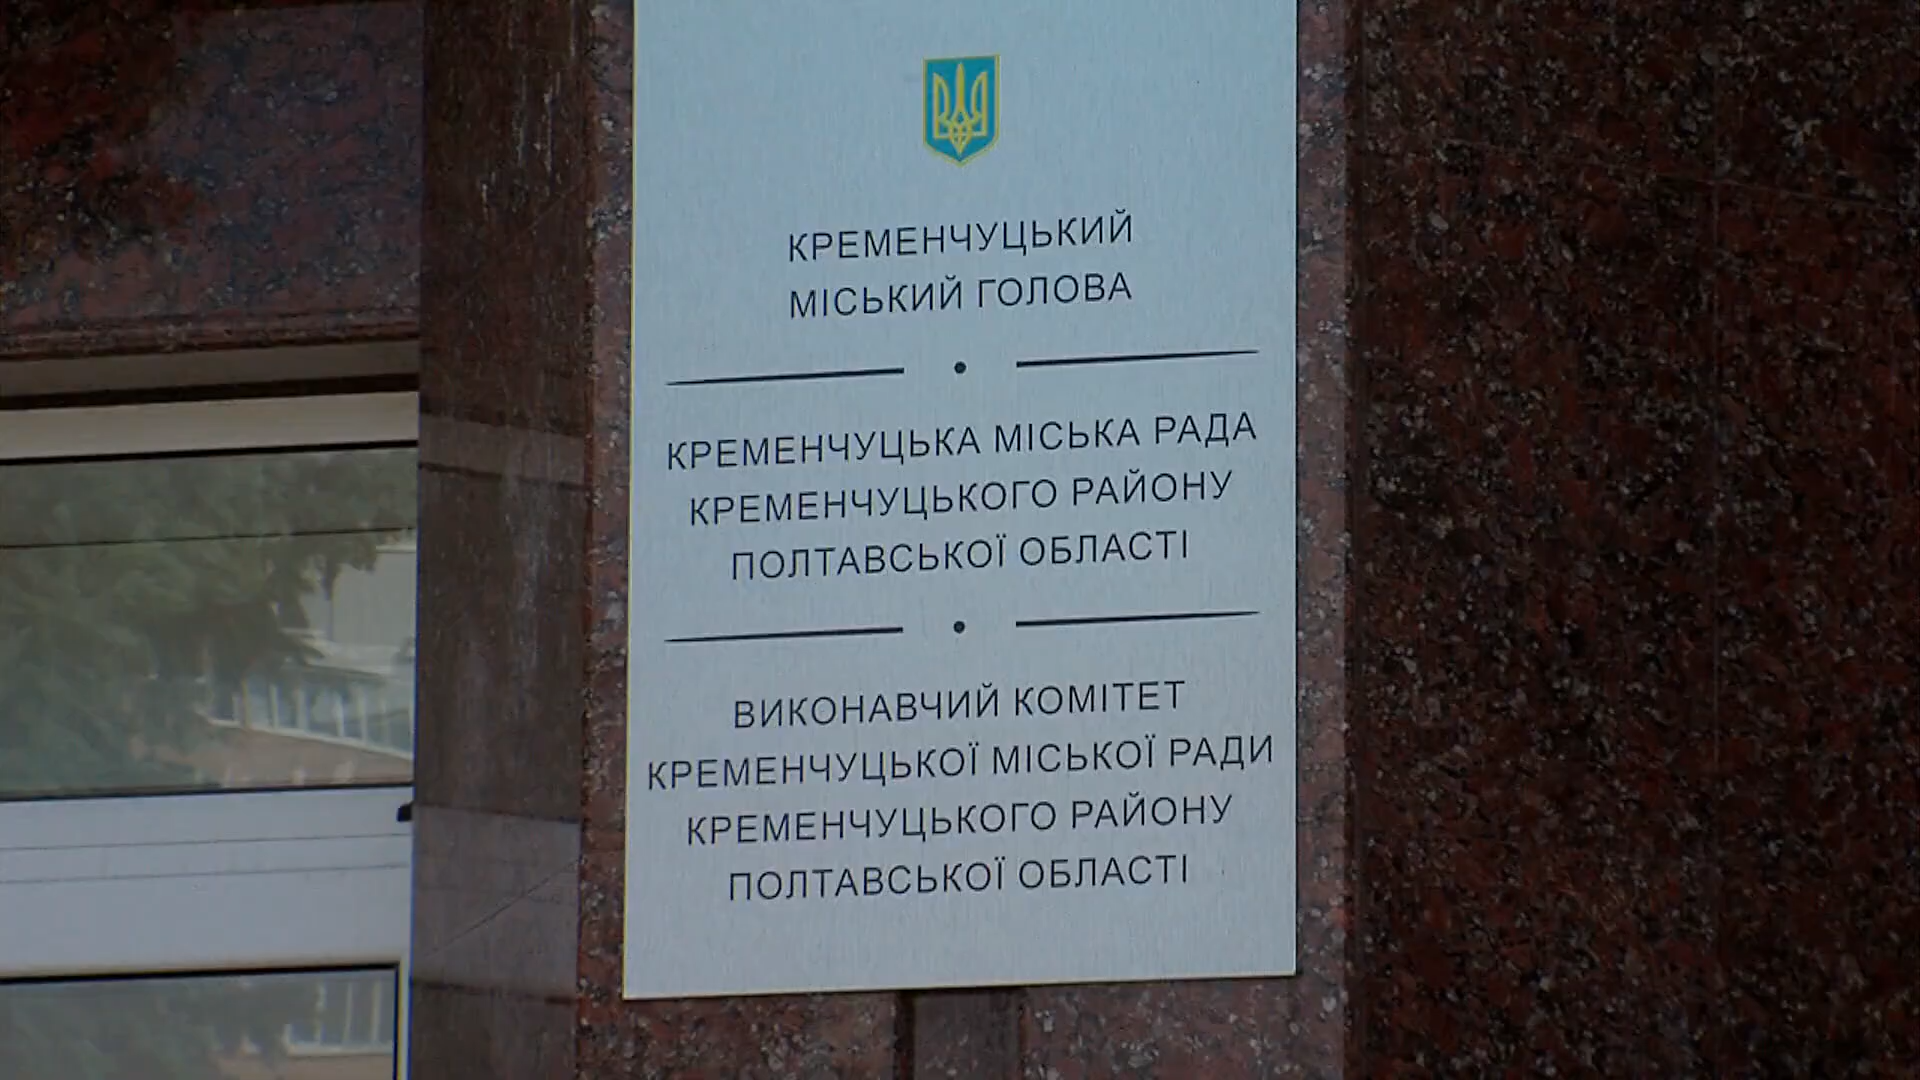 КРЕМЕНЧУЦЬКИЙ
МІСЬКИЙ ГОЛОВА
КРЕМЕНЧУЦЬКА МІСЬКА РАДА
КРЕМЕНЧУЦЬКОГО РАЙОНУ
ПОЛТАВСЬКОЇ ОБЛАСТІ
ВИКОНАВЧИЙ КОМІТЕТ
КРЕМЕНЧУЦЬКОЇ МІСЬКОЇ РАДИ
КРЕМЕНЧУЦЬКОГО РАЙОНУ
ПОЛТАВСЬКОЇ ОБЛАСТІ